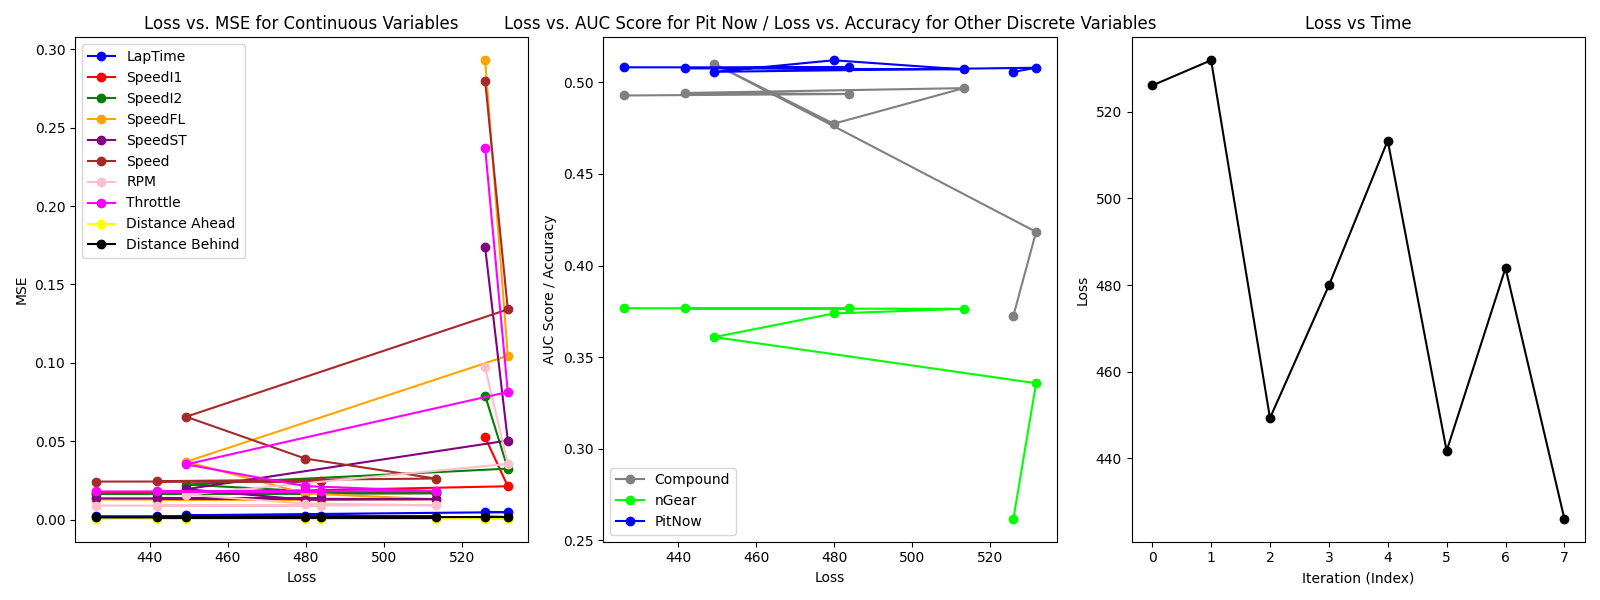 Loss vs. MSE for Continuous Variables
0.30
0.25
0.20
0.15
0.10
0.05
0.00
MSE
LapTime
SpeedI1
SpeedI2
SpeedFL
SpeedST
Speed
RPM
Throttle
Distance Ahead
Distance Behind
440 460 480 500 520
Loss
Loss vs. AUC Score for Pit Now / Loss vs. Accuracy for Other Discrete Variables
0.50
0.45
0.40
0.35
0.30
0.25
AUC Score / Accuracy
Compound
nGear
PitNow
440 460 480 500 520
Loss
Loss vs Time
520
500
480
460
440
Loss
0 1 2 3 4 5 6 7
Iteration (Index)